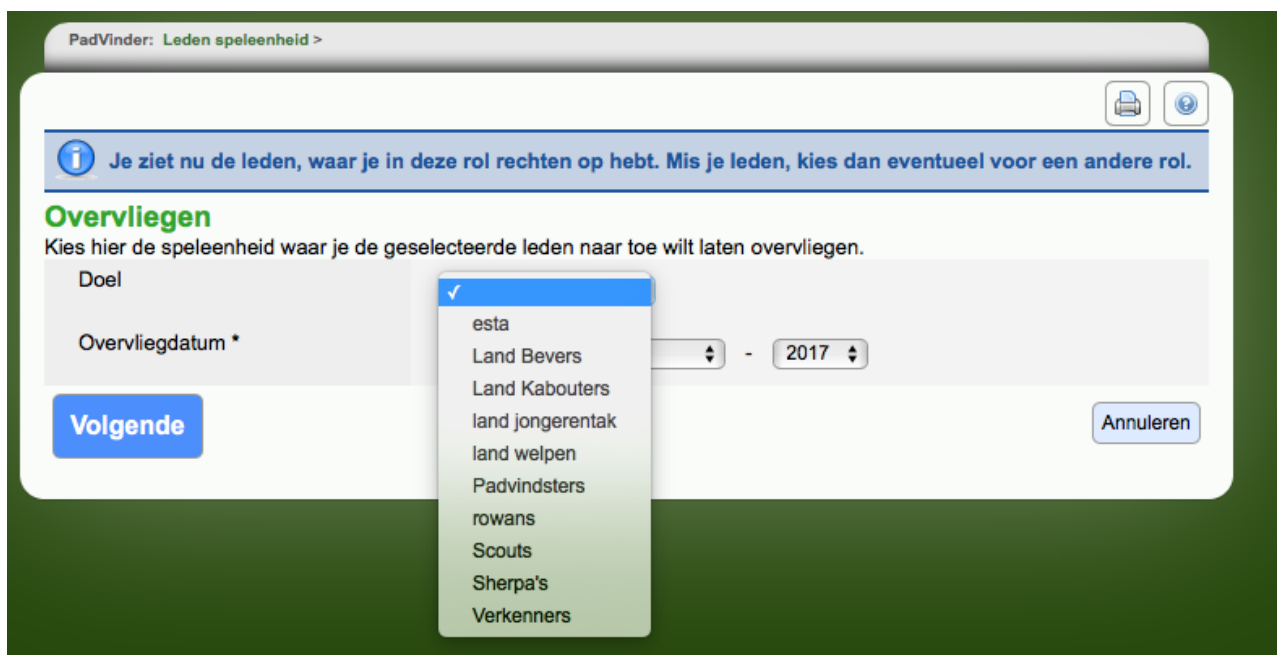 PadVinder: Leden speleenheid >
Je ziet nu de leden, waar je in deze rol rechten op hebt. Mis je leden, kies dan eventueel voor een andere rol.
Overvliegen
Kies hier de speleenheid waar je de geselecteerde leden naar toe wilt laten overvliegen.
Doel
esta
Land Bevers
Land Kabouters
land jongerentak
land welpen
Padvindsters
rowans
Scouts
Sherpa's
Verkenners
Overvliegdatum * - 2017
Volgende
Annuleren